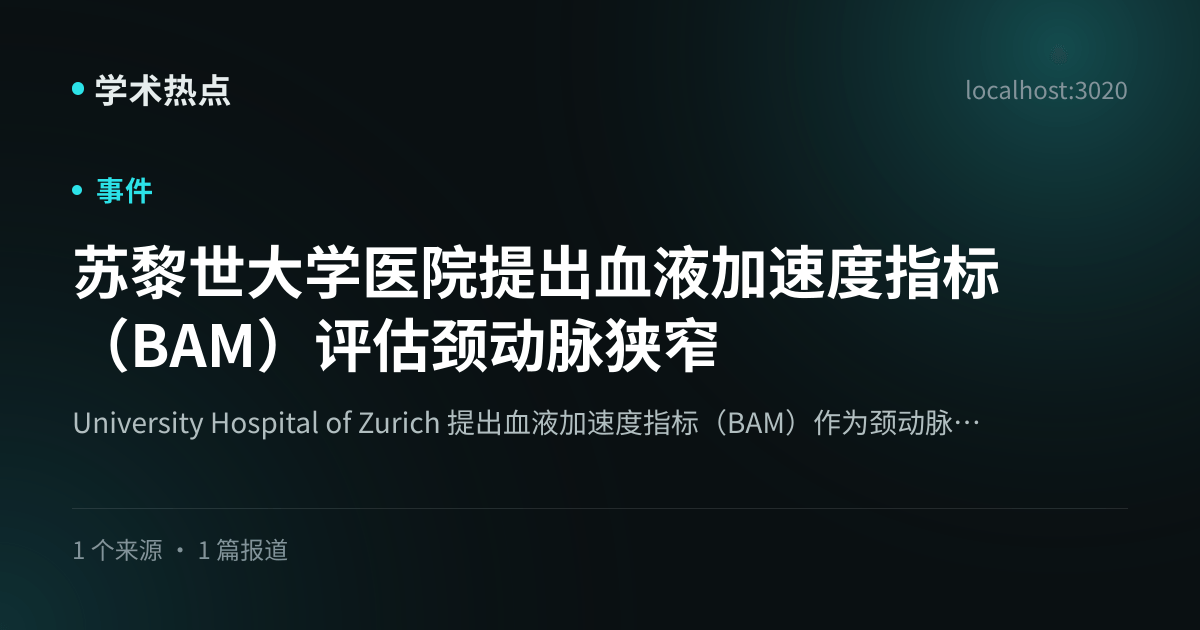 学术热点
localhost:3020
事件
苏黎世大学医院提出血液加速度指标
（BAM）评估颈动脉狭窄
University Hospital of Zurich 提出血液加速度指标（BAM）作为颈动脉…
1 个来源 · 1 篇报道